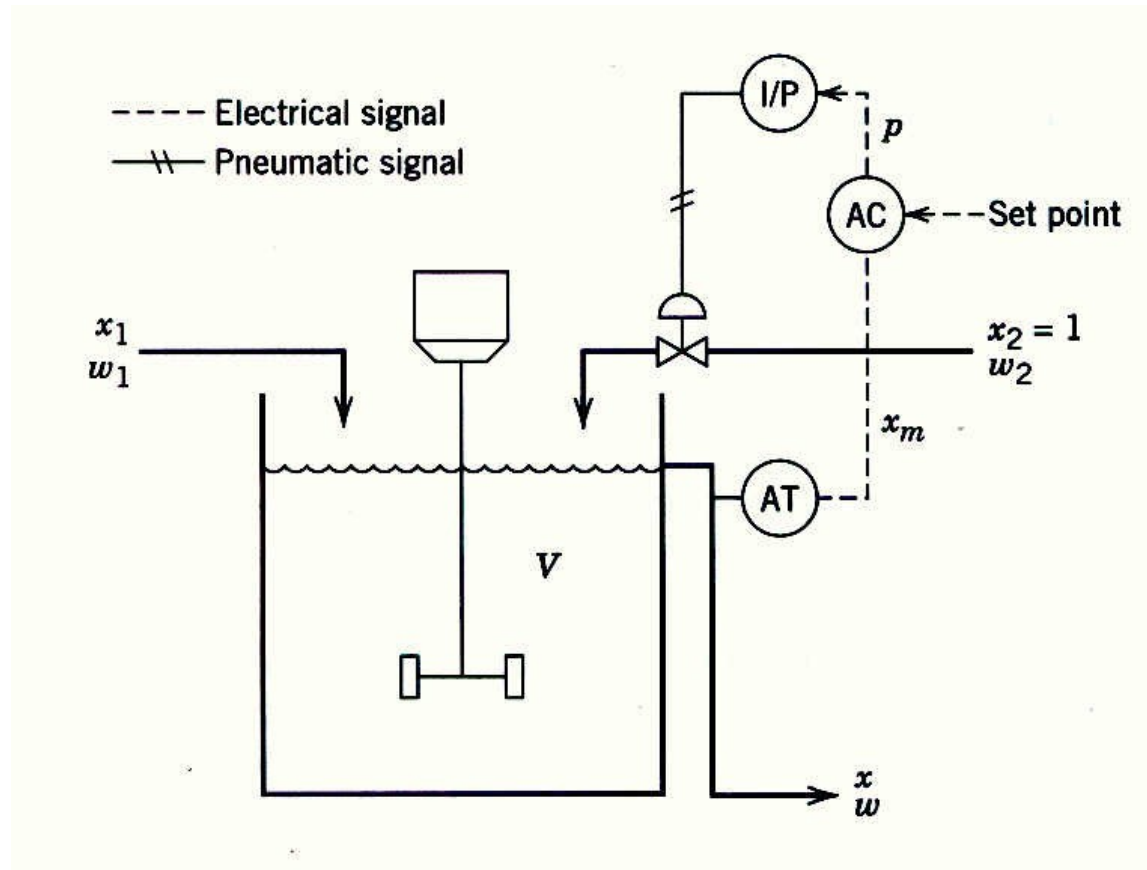 Electrical signal
Pneumatic signal
I/P
p
AC
Set point
x₁
w₁
x₂ = 1
w₂
xₘ
AT
V
x
w